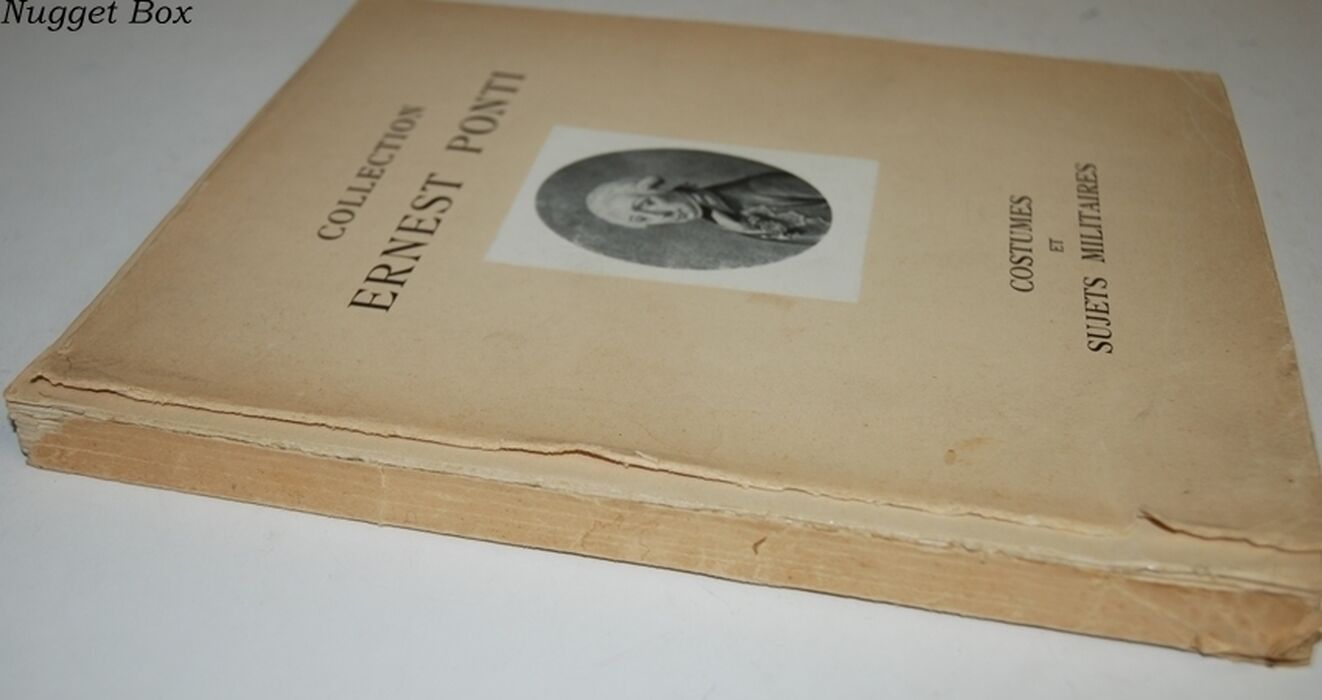 Nugget Box
COLLECTION
ERNEST PONTI
COSTUMES
ET
SUJETS MILITAIRES